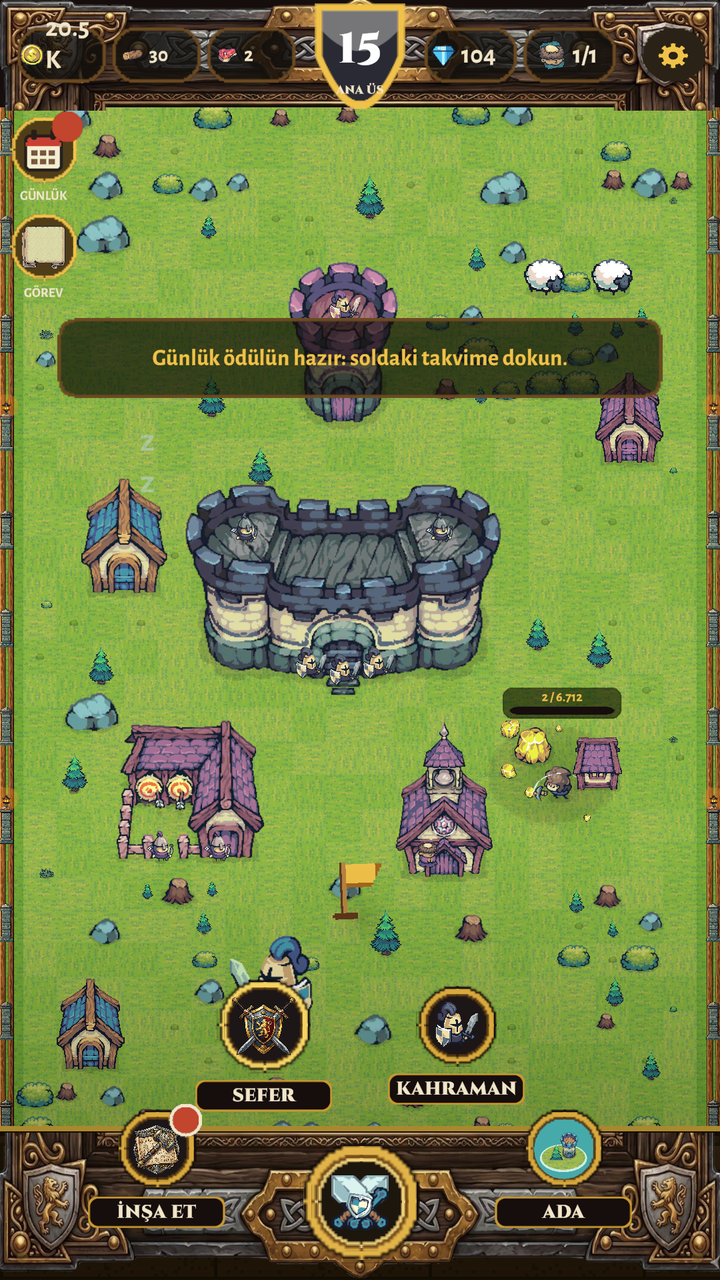 20.5
K
30
2
15
ANA ÜS
104
1/1
GÜNLÜK
GÖREV
Günlük ödülün hazır: soldaki takvime dokun.
Z
Z
2/6.712
SEFER
KAHRAMAN
İNŞA ET
ADA